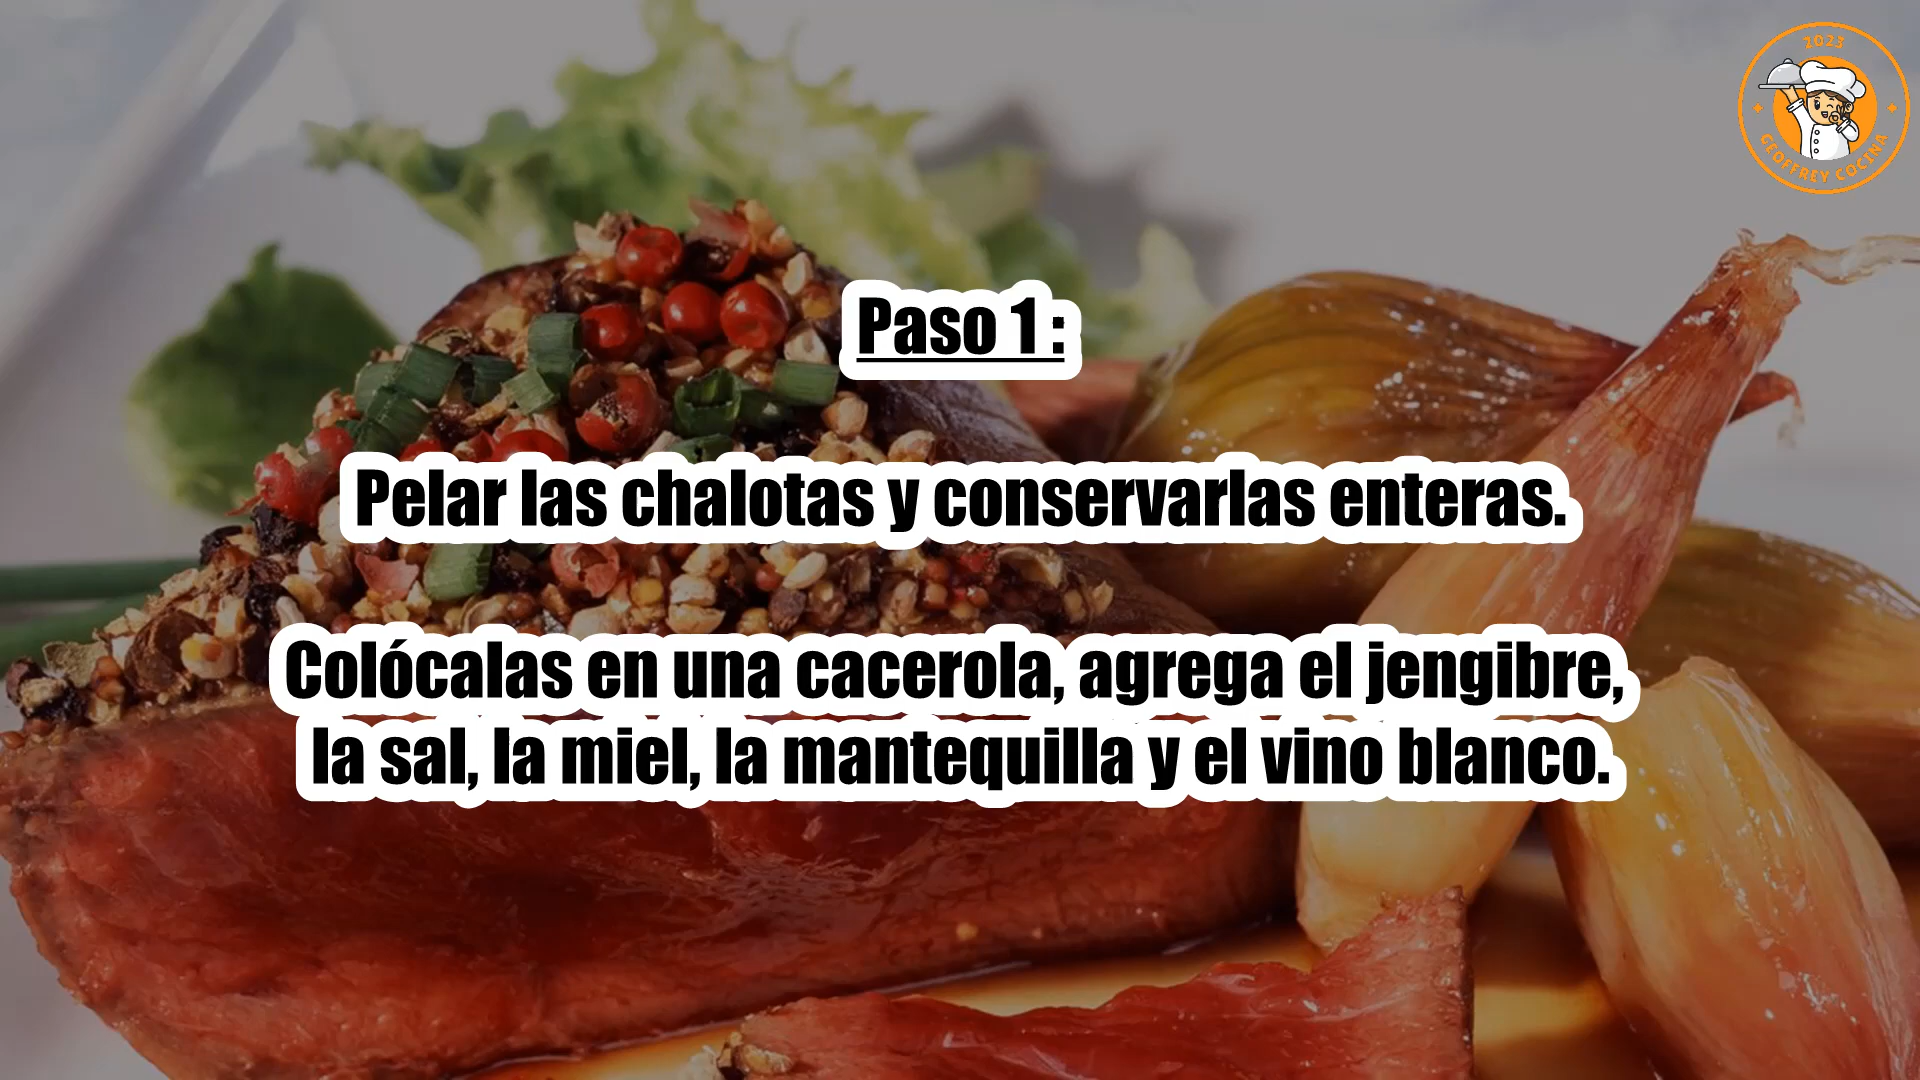 2023
GEOFFREY COCINA
Paso 1 :
Pelar las chalotas y conservarlas enteras.
Colócalas en una cacerola, agrega el jengibre,
la sal, la miel, la mantequilla y el vino blanco.